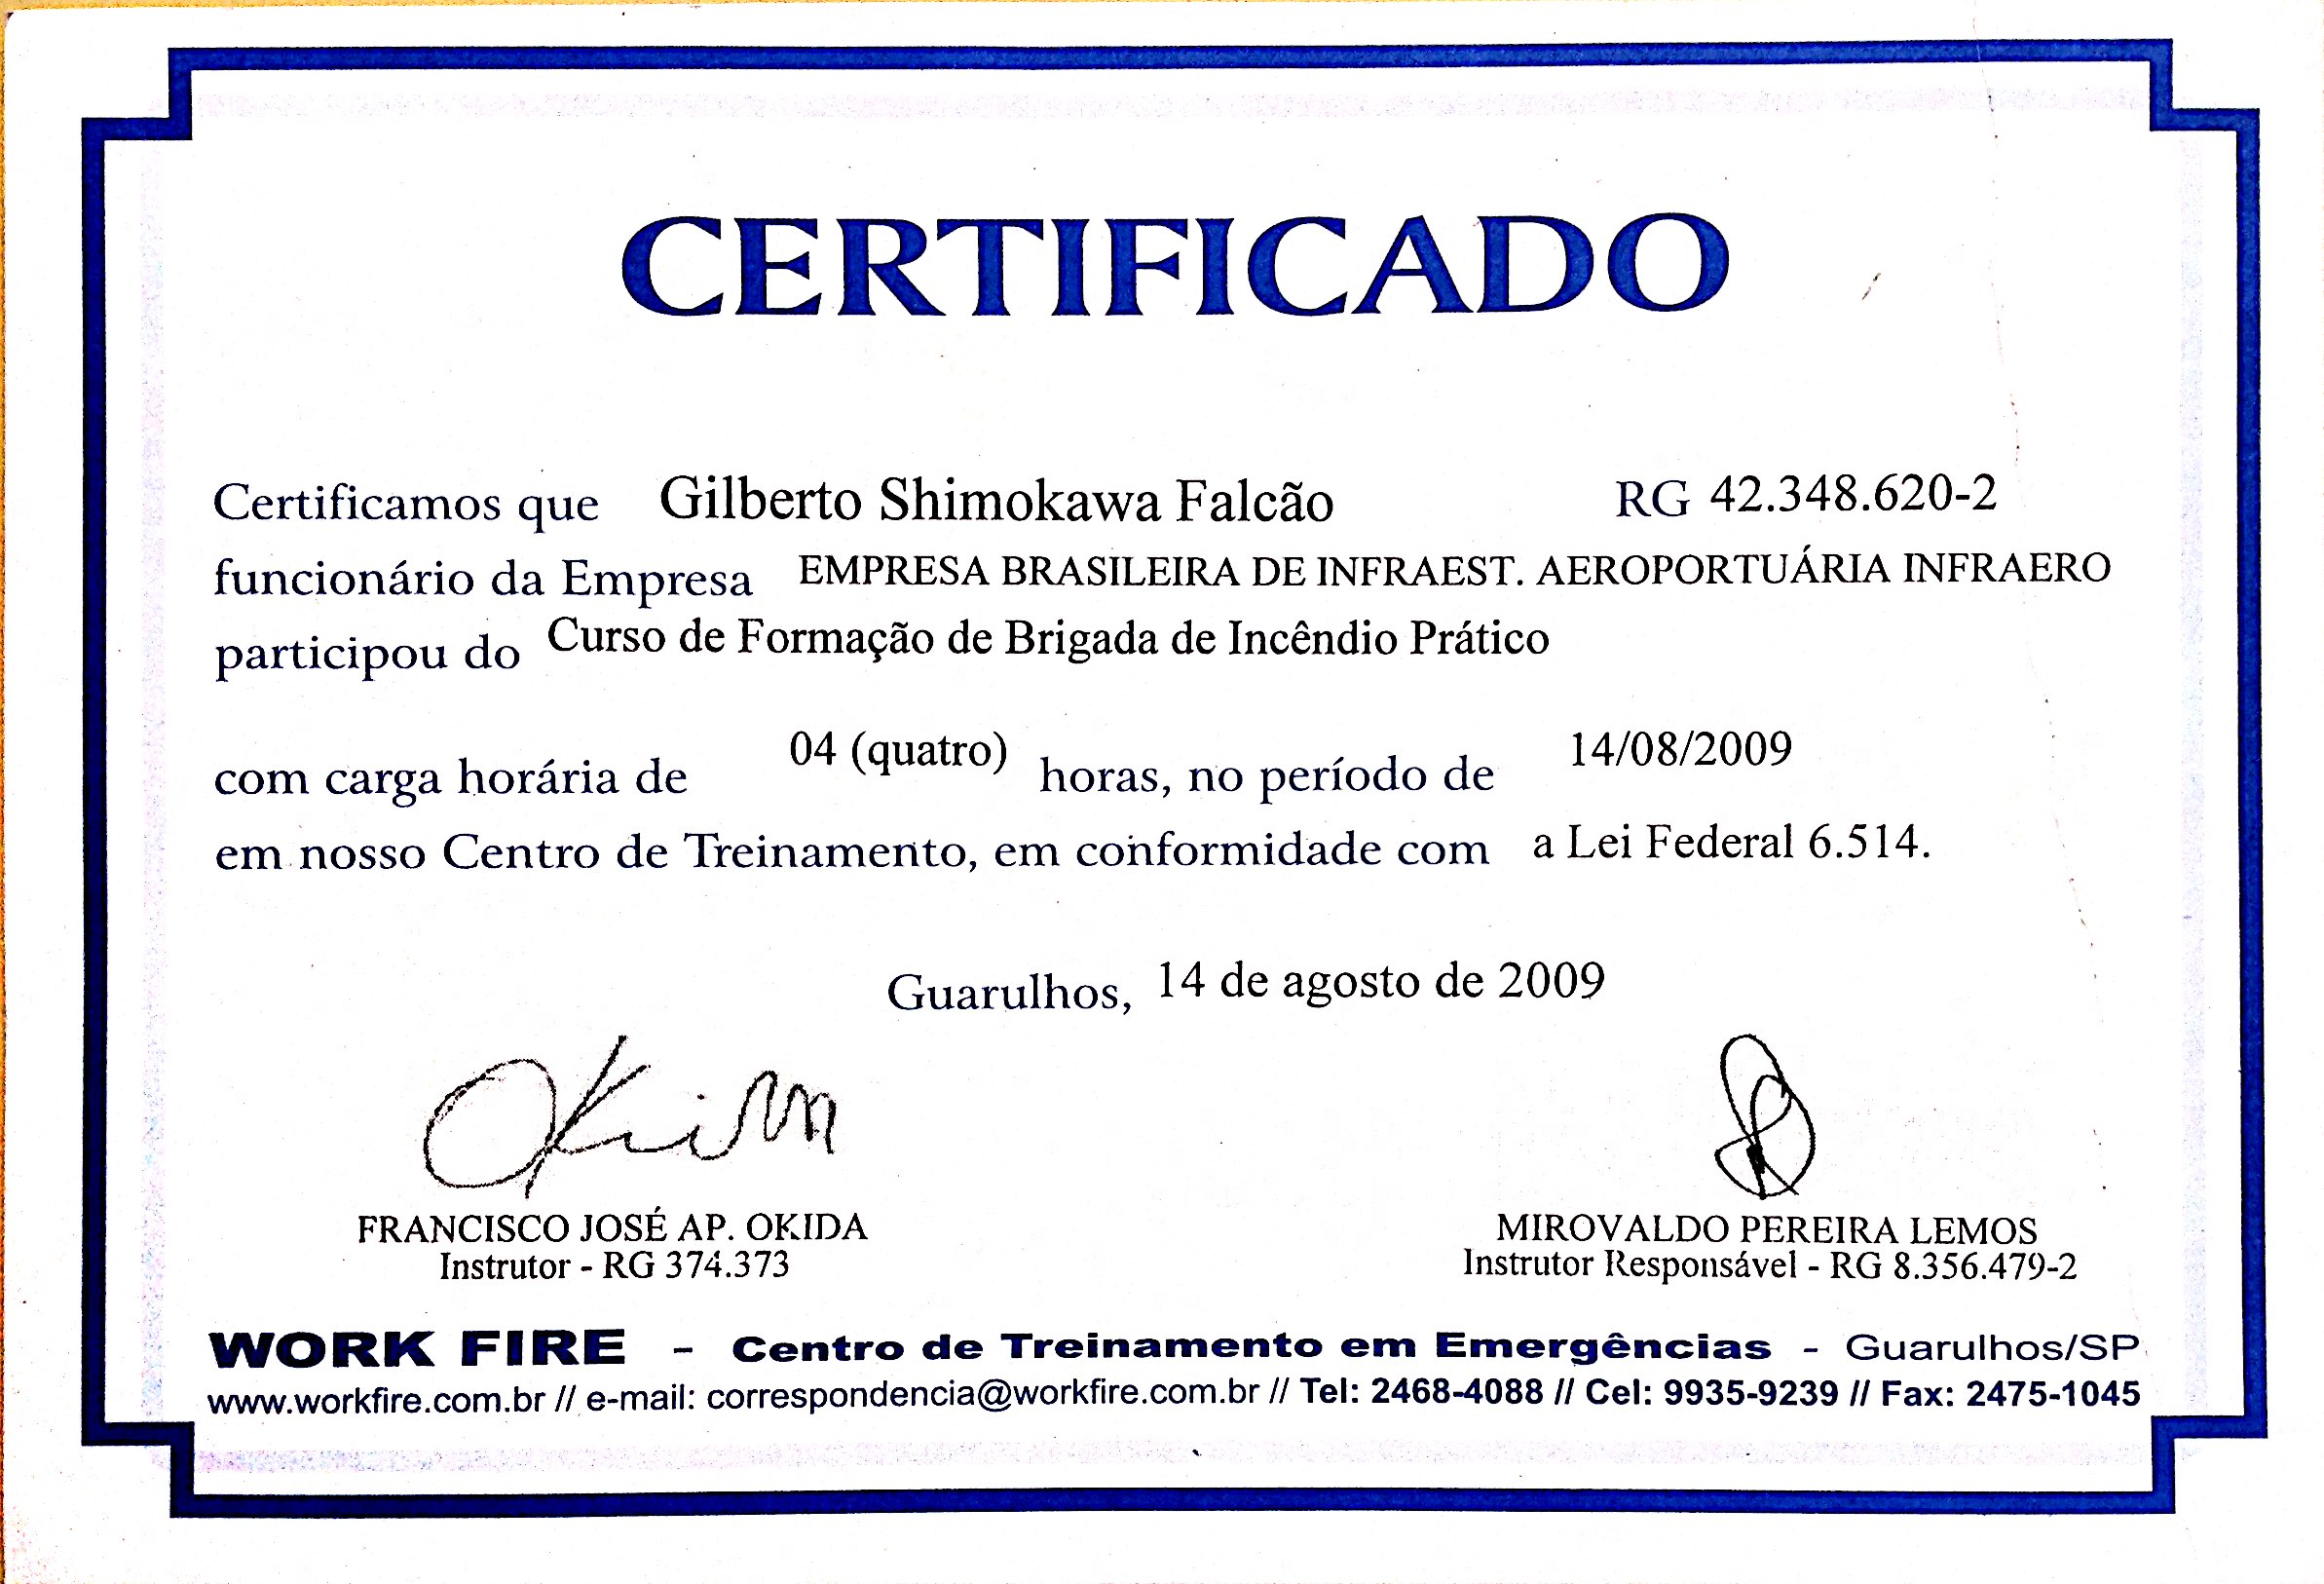 CERTIFICADO
Certificamos que Gilberto Shimokawa Falcão RG 42.348.620-2
funcionário da Empresa EMPRESA BRASILEIRA DE INFRAEST. AEROPORTUÁRIA INFRAERO
participou do Curso de Formação de Brigada de Incêndio Prático
com carga horária de 04 (quatro) horas, no período de 14/08/2009
em nosso Centro de Treinamento, em conformidade com a Lei Federal 6.514.
Guarulhos, 14 de agosto de 2009
FRANCISCO JOSÉ AP. OKIDA
Instrutor - RG 374.373
MIROVALDO PEREIRA LEMOS
Instrutor Responsável - RG 8.356.479-2
WORK FIRE - Centro de Treinamento em Emergências - Guarulhos/SP
www.workfire.com.br // e-mail: correspondencia@workfire.com.br // Tel: 2468-4088 // Cel: 9935-9239 // Fax: 2475-1045